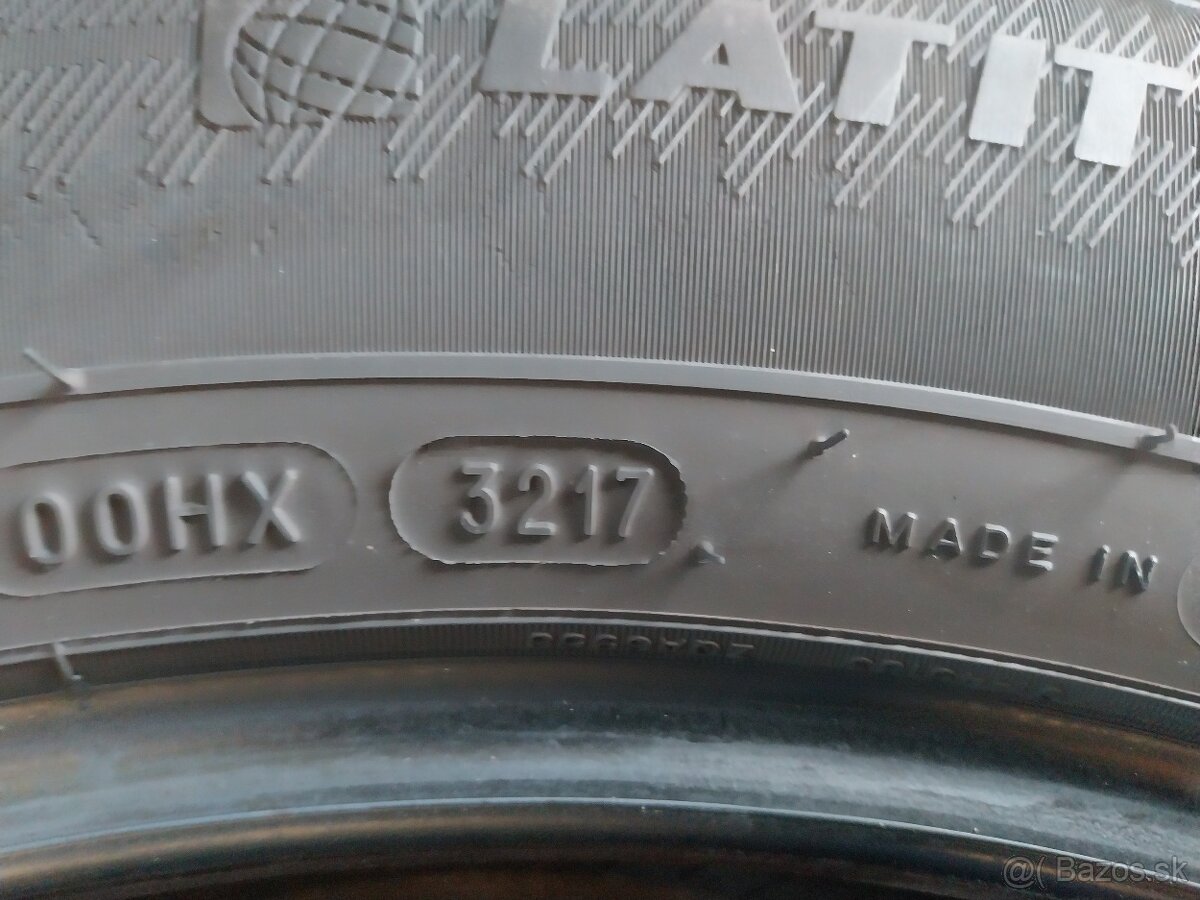 LATIT
00HX 3217 MADE IN
@( Bazos.sk